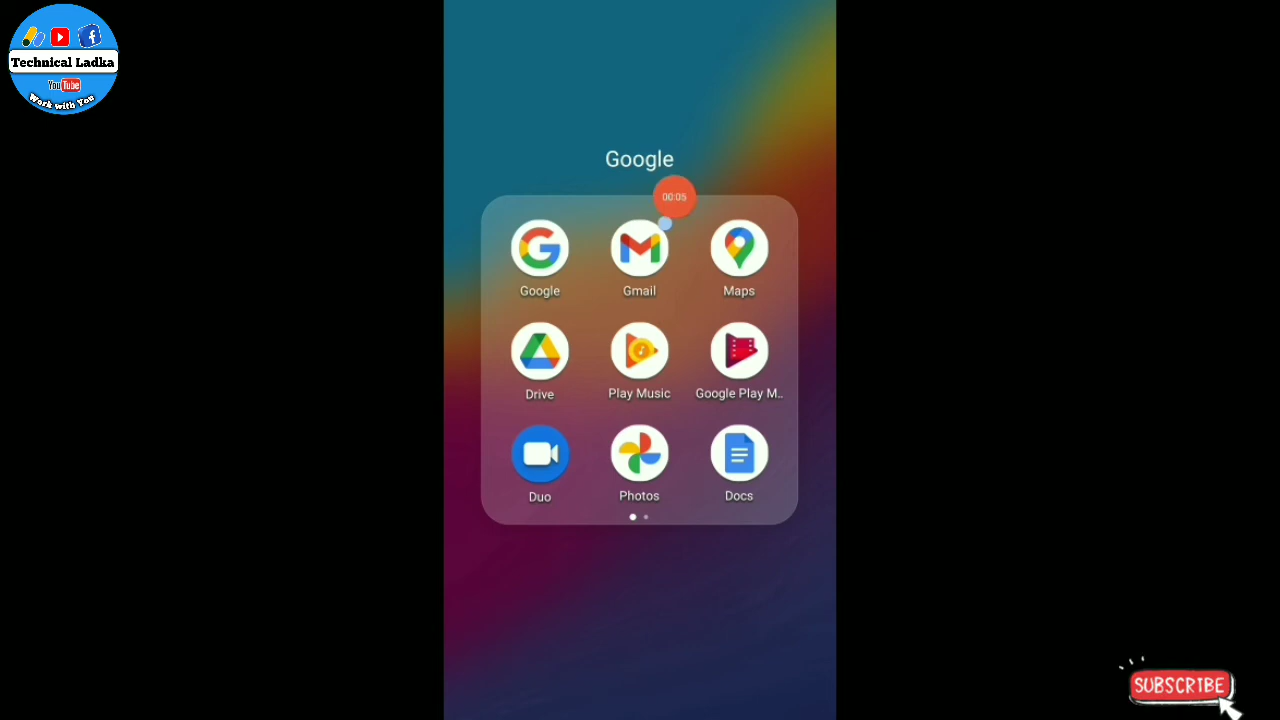 Technical Ladka
YouTube
Work with You
Google
00:05
Google
Gmail
Maps
Drive
Play Music
Google Play M..
Duo
Photos
Docs
SUBSCRIBE